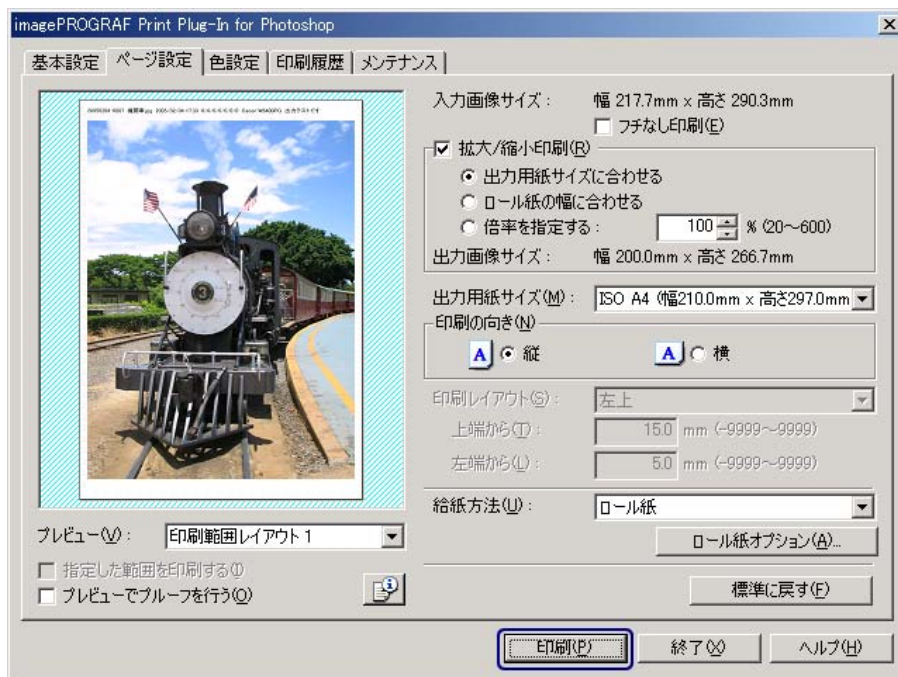 imagePROGRAF Print Plug-In for Photoshop
基本設定 ページ設定 色設定 印刷履歴 メンテナンス
入力画像サイズ： 幅 217.7mm x 高さ 290.3mm
フチなし印刷(E)
拡大/縮小印刷(R)
出力用紙サイズに合わせる
ロール紙の幅に合わせる
倍率を指定する： 100 % (20～600)
出力画像サイズ： 幅 200.0mm x 高さ 266.7mm
出力用紙サイズ(M)： ISO A4 (幅210.0mm x 高さ297.0mm
印刷の向き(N)
A 縦 A 横
印刷レイアウト(S)： 左上
上端から(T)： 15.0 mm (-9999～9999)
左端から(L)： 5.0 mm (-9999～9999)
給紙方法(U)： ロール紙
ロール紙オプション(A)...
標準に戻す(F)
3
プレビュー(V)： 印刷範囲レイアウト 1
指定した範囲を印刷する(I)
プレビューでプルーフを行う(O)
印刷(P) 終了(X) ヘルプ(H)